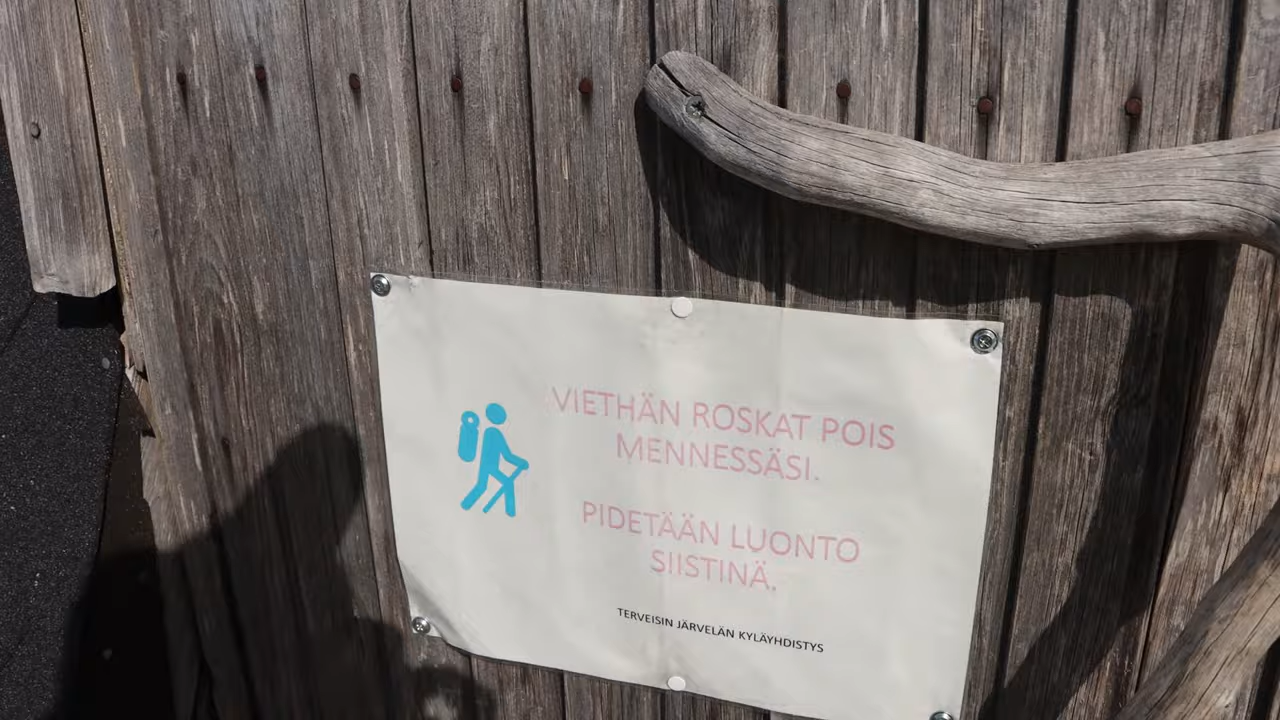 VIETHÄN ROSKAT POIS
MENNESSÄSI.
PIDETÄÄN LUONTO
SIISTINÄ.
TERVEISIN JÄRVELÄN KYLÄYHDISTYS